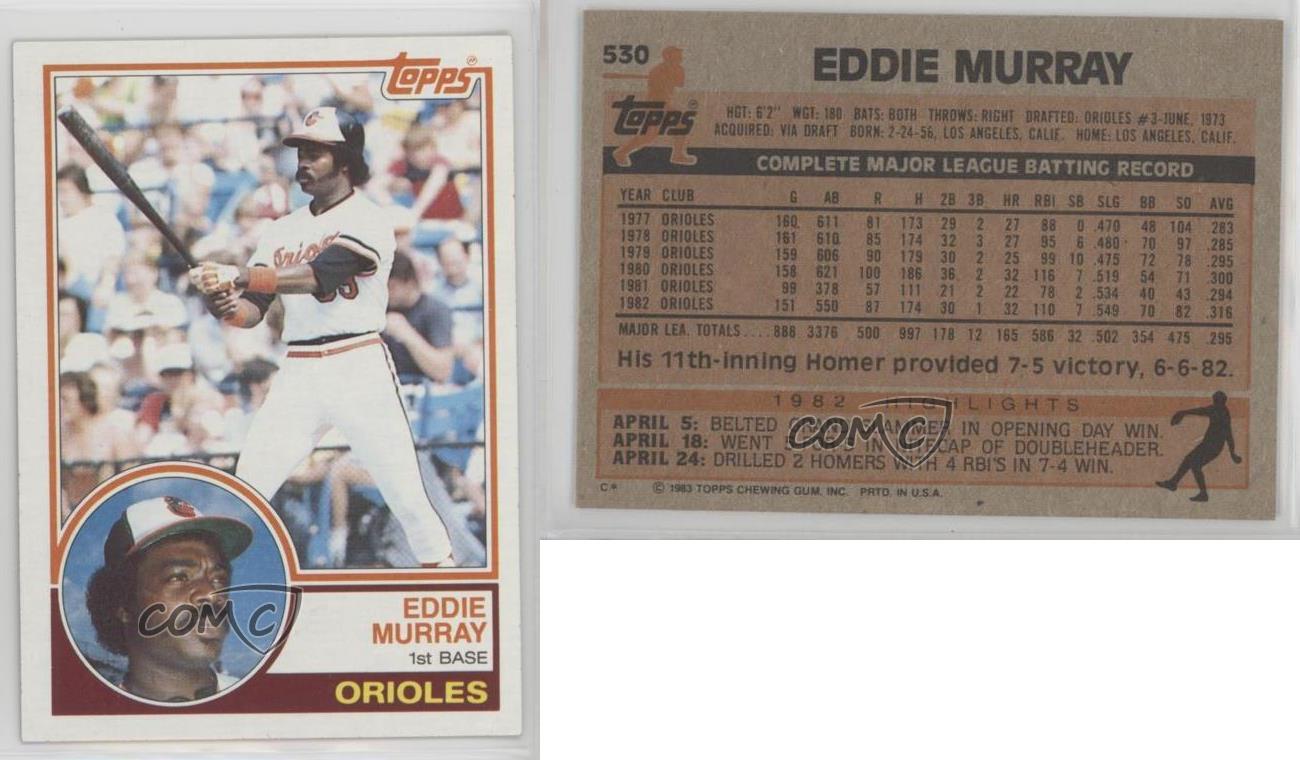 Topps
Orioles
33
EDDIE
MURRAY
1st BASE
ORIOLES
COMC
530
EDDIE MURRAY
Topps
HGT: 6'2" WGT: 180 BATS: BOTH THROWS: RIGHT DRAFTED: ORIOLES #3-JUNE, 1973
ACQUIRED: VIA DRAFT BORN: 2-24-56, LOS ANGELES, CALIF. HOME: LOS ANGELES, CALIF.
COMPLETE MAJOR LEAGUE BATTING RECORD
YEAR CLUB G AB R H 2B 3B HR RBI SB SLG BB SO AVG
1977 ORIOLES 160 611 81 173 29 2 27 88 0 .470 48 104 .283
1978 ORIOLES 161 610 85 174 32 3 27 95 6 .480 70 97 .285
1979 ORIOLES 159 606 90 179 30 2 25 99 10 .475 72 78 .295
1980 ORIOLES 158 621 100 186 36 2 32 116 7 .519 54 71 .300
1981 ORIOLES 99 378 57 111 21 2 22 78 2 .534 40 43 .294
1982 ORIOLES 151 550 87 174 30 1 32 110 7 .549 70 82 .316
MAJOR LEA. TOTALS.... 888 3376 500 997 178 12 165 586 32 .502 354 475 .295
His 11th-inning Homer provided 7-5 victory, 6-6-82.
1982 HIGHLIGHTS
APRIL 5: BELTED GRAND SLAMMER IN OPENING DAY WIN.
APRIL 18: WENT IN NITECAP OF DOUBLEHEADER.
APRIL 24: DRILLED 2 HOMERS WITH 4 RBI'S IN 7-4 WIN.
COMC
C* © 1983 TOPPS CHEWING GUM, INC. PRTD. IN U.S.A.